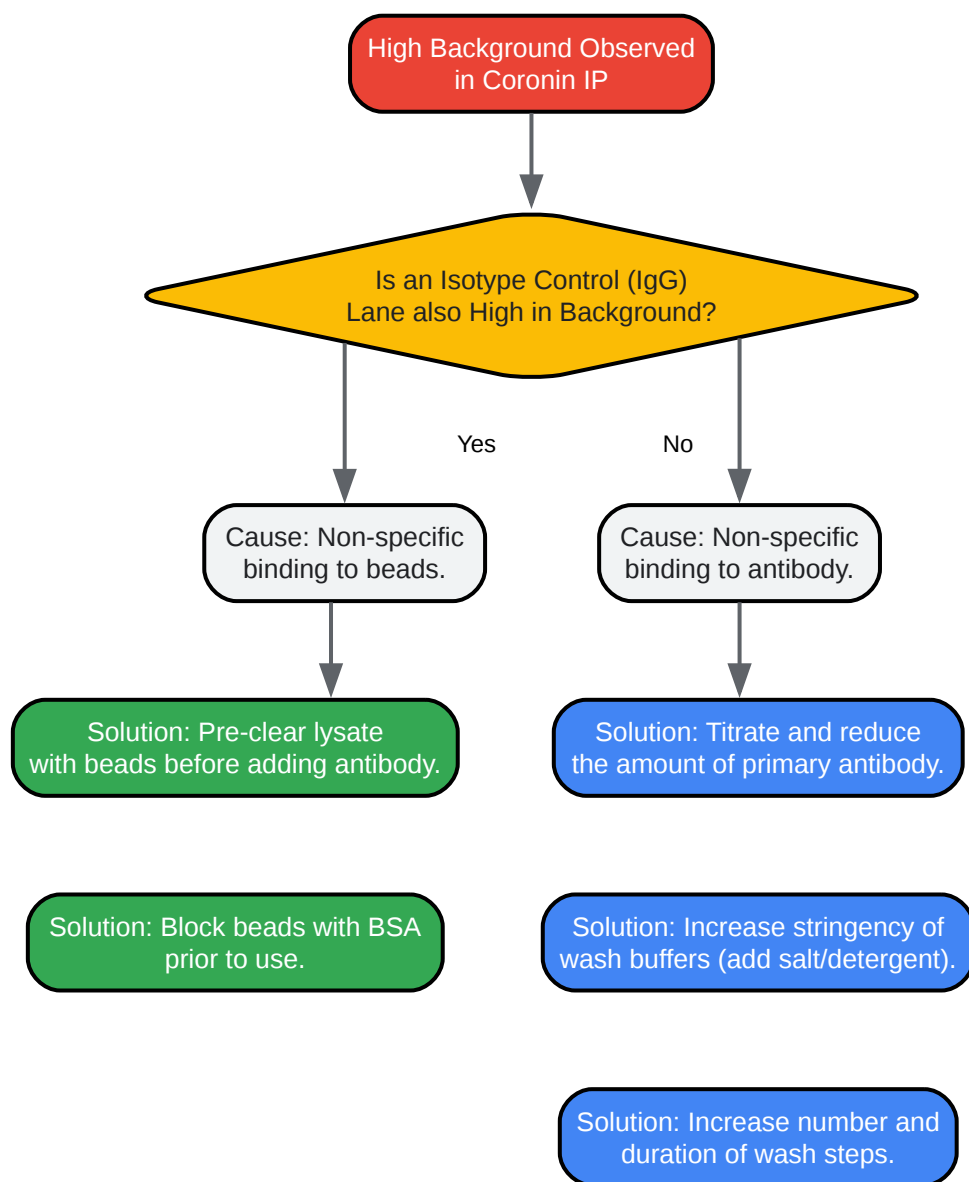 High Background Observed
in Coronin IP
Is an Isotype Control (IgG)
Lane also High in Background?
Yes
No
Cause: Non-specific
binding to beads.
Cause: Non-specific
binding to antibody.
Solution: Pre-clear lysate
with beads before adding antibody.
Solution: Titrate and reduce
the amount of primary antibody.
Solution: Block beads with BSA
prior to use.
Solution: Increase stringency of
wash buffers (add salt/detergent).
Solution: Increase number and
duration of wash steps.